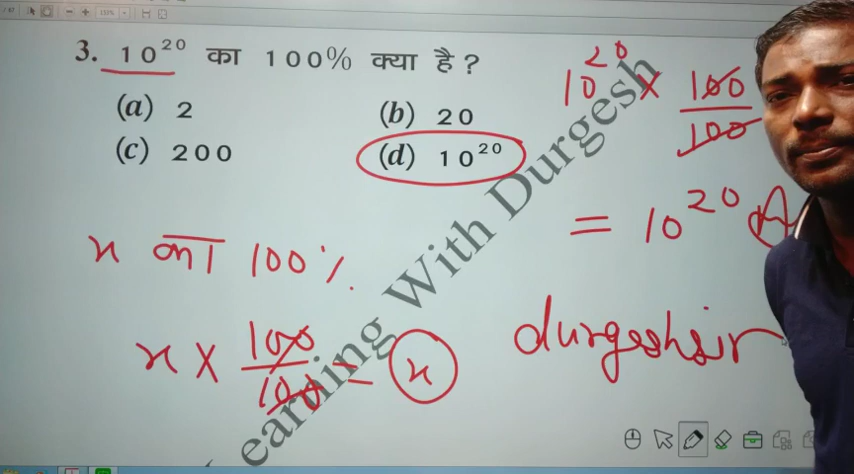 3. 10²⁰ का 100% क्या है ?
(a) 2
(b) 20
(c) 200
(d) 10²⁰
10²⁰ × 100/100
= 10²⁰ A
x का 100%
x × 100/100 = x
durgeshsir
earning With Durgesh